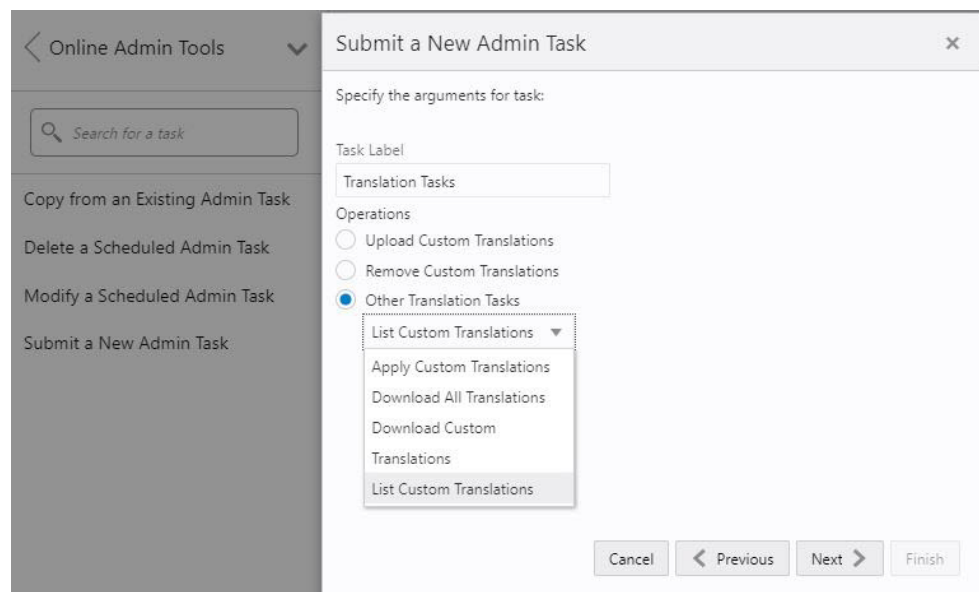 Online Admin Tools
Search for a task
Copy from an Existing Admin Task
Delete a Scheduled Admin Task
Modify a Scheduled Admin Task
Submit a New Admin Task
Submit a New Admin Task
Specify the arguments for task:
Task Label
Translation Tasks
Operations
Upload Custom Translations
Remove Custom Translations
Other Translation Tasks
List Custom Translations
Apply Custom Translations
Download All Translations
Download Custom
Translations
List Custom Translations
Cancel Previous Next Finish